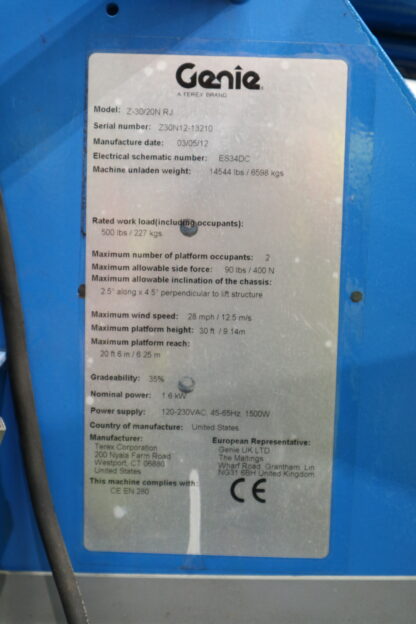 Genie
A TEREX BRAND
Model: Z-30/20N RJ
Serial number: Z30N12-13210
Manufacture date: 03/05/12
Electrical schematic number: ES34DC
Machine unladen weight: 14544 lbs / 6598 kgs
Rated work load(including occupants):
500 lbs / 227 kgs
Maximum number of platform occupants: 2
Maximum allowable side force: 90 lbs / 400 N
Maximum allowable inclination of the chassis:
2.5° along x 4.5° perpendicular to lift structure
Maximum wind speed: 28 mph / 12.5 m/s
Maximum platform height: 30 ft / 9.14m
Maximum platform reach:
20 ft 6 in / 6.25 m
Gradeability: 35%
Nominal power: 1.6 kW
Power supply: 120-230VAC, 45-65Hz, 1500W
Country of manufacture: United States
Manufacturer:
Terex Corporation
200 Nyala Farm Road
Westport, CT 06880
United States
European Representative:
Genie UK LTD
The Maltings
Wharf Road, Grantham, Lin
NG31 6BH United Kingdom
This machine complies with:
CE EN 280
CE